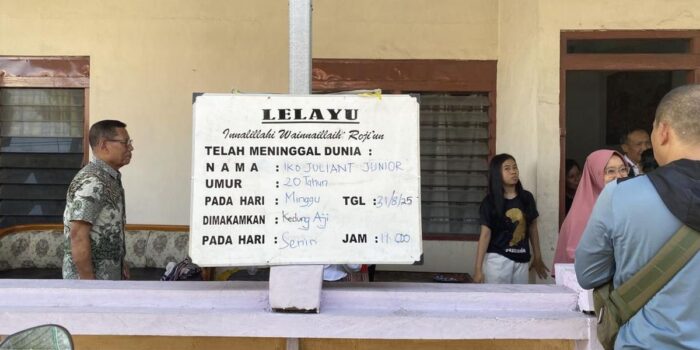 LELAYU
Innalillahi Wainnaillaih' Roji'un
TELAH MENINGGAL DUNIA :
NAMA : IKO JULIANT JUNIOR
UMUR : 20 Tahun
PADA HARI : Minggu TGL : 31/8/25
DIMAKAMKAN : Kedung Aji
PADA HARI : Senin JAM : 11.00